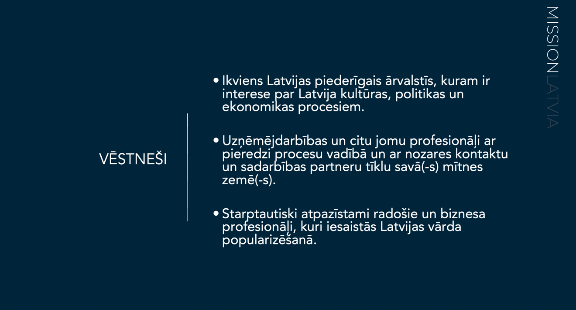 MISSIONLATVIA
VĒSTNEŠI
• Ikviens Latvijas piederīgais ārvalstīs, kuram ir
interese par Latvija kultūras, politikas un
ekonomikas procesiem.
• Uzņēmējdarbības un citu jomu profesionāļi ar
pieredzi procesu vadībā un ar nozares kontaktu
un sadarbības partneru tīklu savā(-s) mītnes
zemē(-s).
• Starptautiski atpazīstami radošie un biznesa
profesionāļi, kuri iesaistās Latvijas vārda
popularizēšanā.